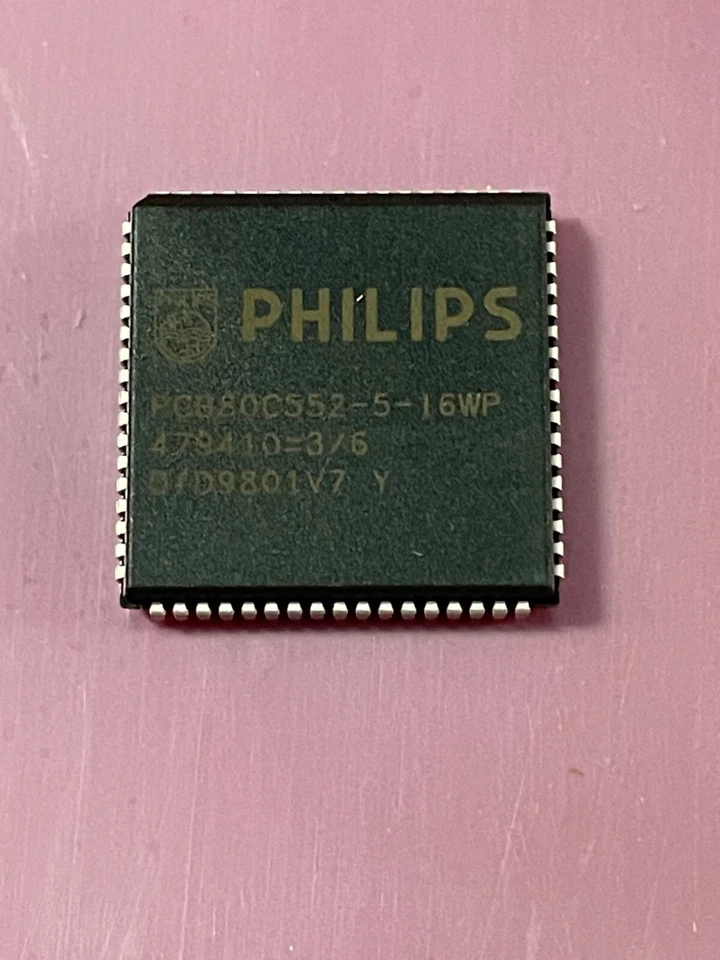 PHILIPS
PCB80C552-5-16WP
479410=3/6
DfD9801V7 Y